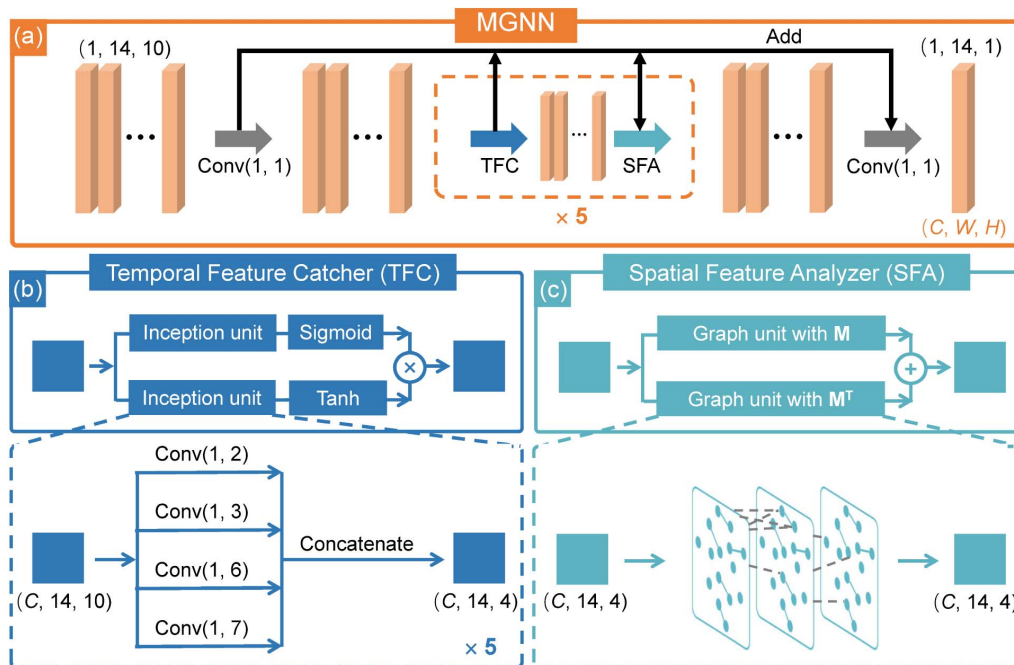 (a)
MGNN
(1, 14, 10)
Add
(1, 14, 1)
...
Conv(1, 1)
...
TFC
...
SFA
× 5
...
Conv(1, 1)
(C, W, H)
(b)
Temporal Feature Catcher (TFC)
Inception unit
Sigmoid
×
Inception unit
Tanh
Conv(1, 2)
Conv(1, 3)
Conv(1, 6)
Conv(1, 7)
Concatenate
(C, 14, 10)
(C, 14, 4)
× 5
(c)
Spatial Feature Analyzer (SFA)
Graph unit with M
+
Graph unit with Mᵀ
(C, 14, 4)
(C, 14, 4)